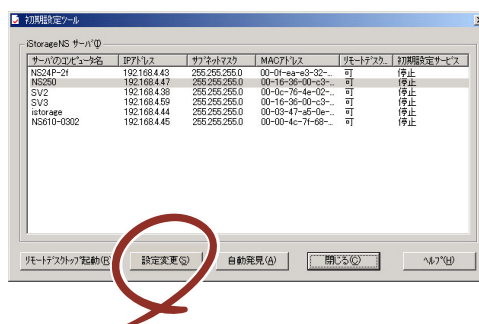 初期設定ツール
iStorageNS サーバ(I)
サーバのコンピュータ名 IPアドレス サブネットマスク MACアドレス リモートデスク... 初期設定サービス
NS24P-2f 192.168.4.43 255.255.255.0 00-0f-ea-e3-32-... 可 停止
NS250 192.168.4.47 255.255.255.0 00-16-36-00-c3-... 可 停止
SV2 192.168.4.38 255.255.255.0 00-0c-76-4e-02-... 可 停止
SV3 192.168.4.59 255.255.255.0 00-16-36-00-c3-... 可 停止
istorage 192.168.4.44 255.255.255.0 00-03-47-a5-0e-... 可 停止
NS610-0302 192.168.4.45 255.255.255.0 00-00-4c-7f-68-... 可 停止
リモートデスクトップ起動(R) 設定変更(S) 自動発見(A) 閉じる(C) ヘルプ(H)